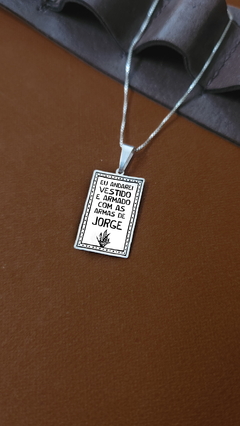 EU ANDAREI
VESTIDO
E ARMADO
COM AS
ARMAS DE
JORGE